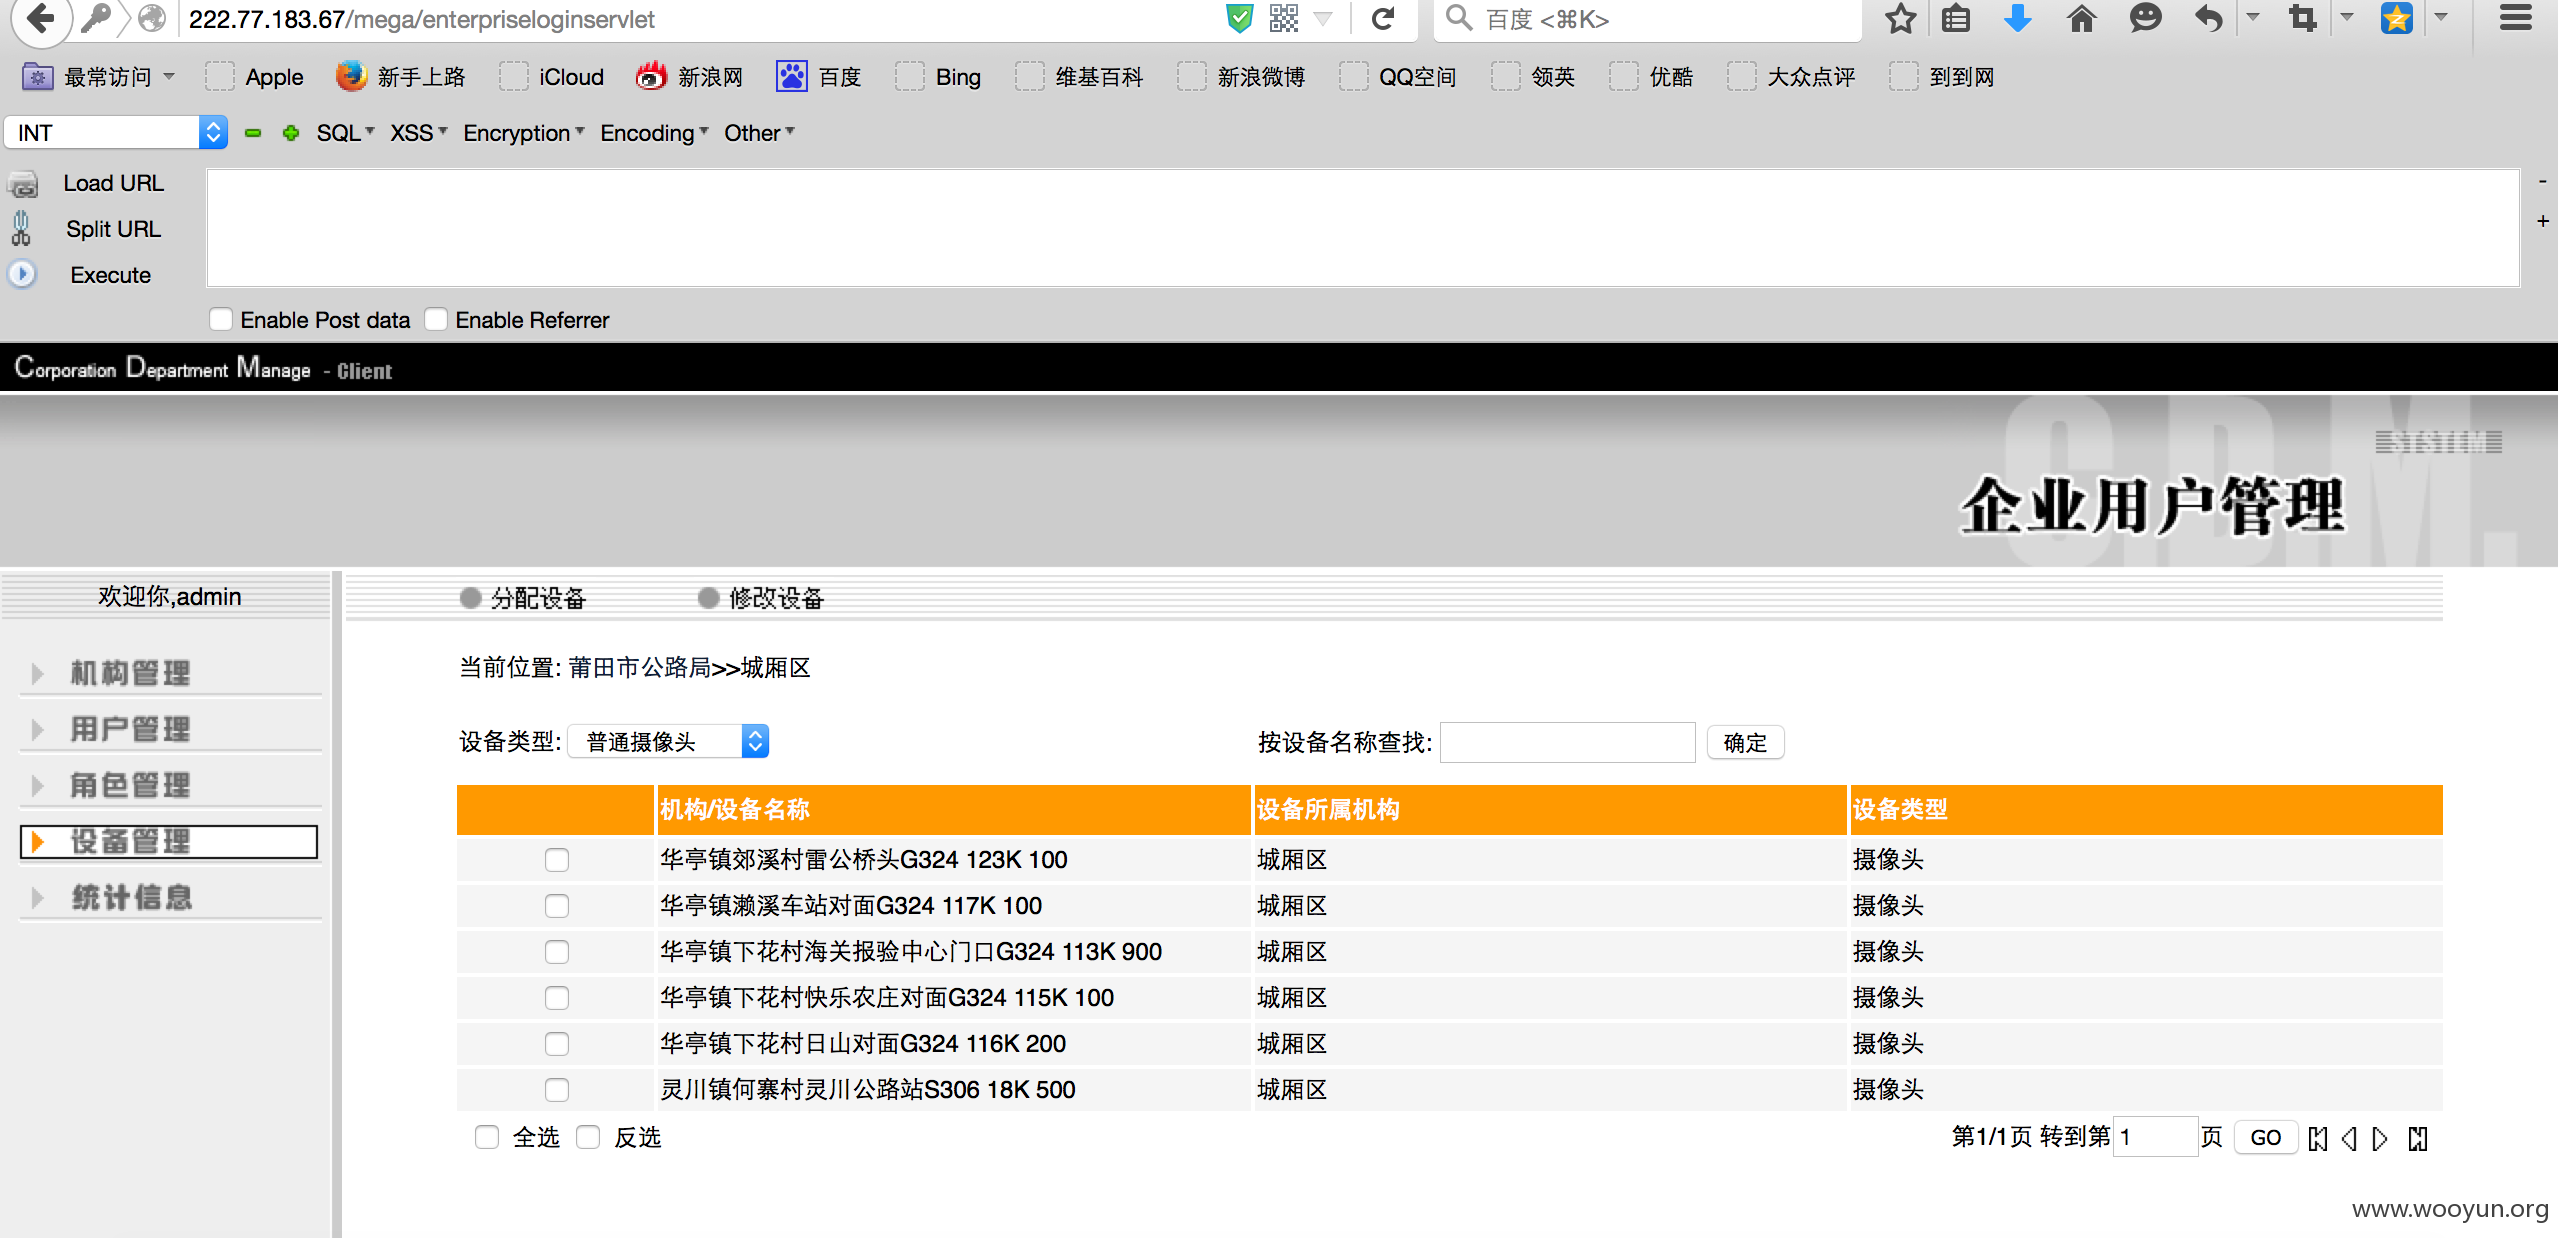 222.77.183.67/mega/enterpriseloginservlet
百度 <⌘K>
最常访问 Apple 新手上路 iCloud 新浪网 百度 Bing 维基百科 新浪微博 QQ空间 领英 优酷 大众点评 到到网
INT SQL XSS Encryption Encoding Other
Load URL
Split URL
Execute
- 
+
Enable Post data Enable Referrer
Corporation Department Manage - Client
C.D.M.
SYSTEM
企业用户管理
欢迎你,admin
机构管理
用户管理
角色管理
设备管理
统计信息
分配设备 修改设备
当前位置: 莆田市公路局>>城厢区
设备类型: 普通摄像头 按设备名称查找: 确定
机构/设备名称 设备所属机构 设备类型
华亭镇郊溪村雷公桥头G324 123K 100 城厢区 摄像头
华亭镇濑溪车站对面G324 117K 100 城厢区 摄像头
华亭镇下花村海关报验中心门口G324 113K 900 城厢区 摄像头
华亭镇下花村快乐农庄对面G324 115K 100 城厢区 摄像头
华亭镇下花村日山对面G324 116K 200 城厢区 摄像头
灵川镇何寨村灵川公路站S306 18K 500 城厢区 摄像头
全选 反选 第1/1页 转到第 1 页 GO
www.wooyun.org